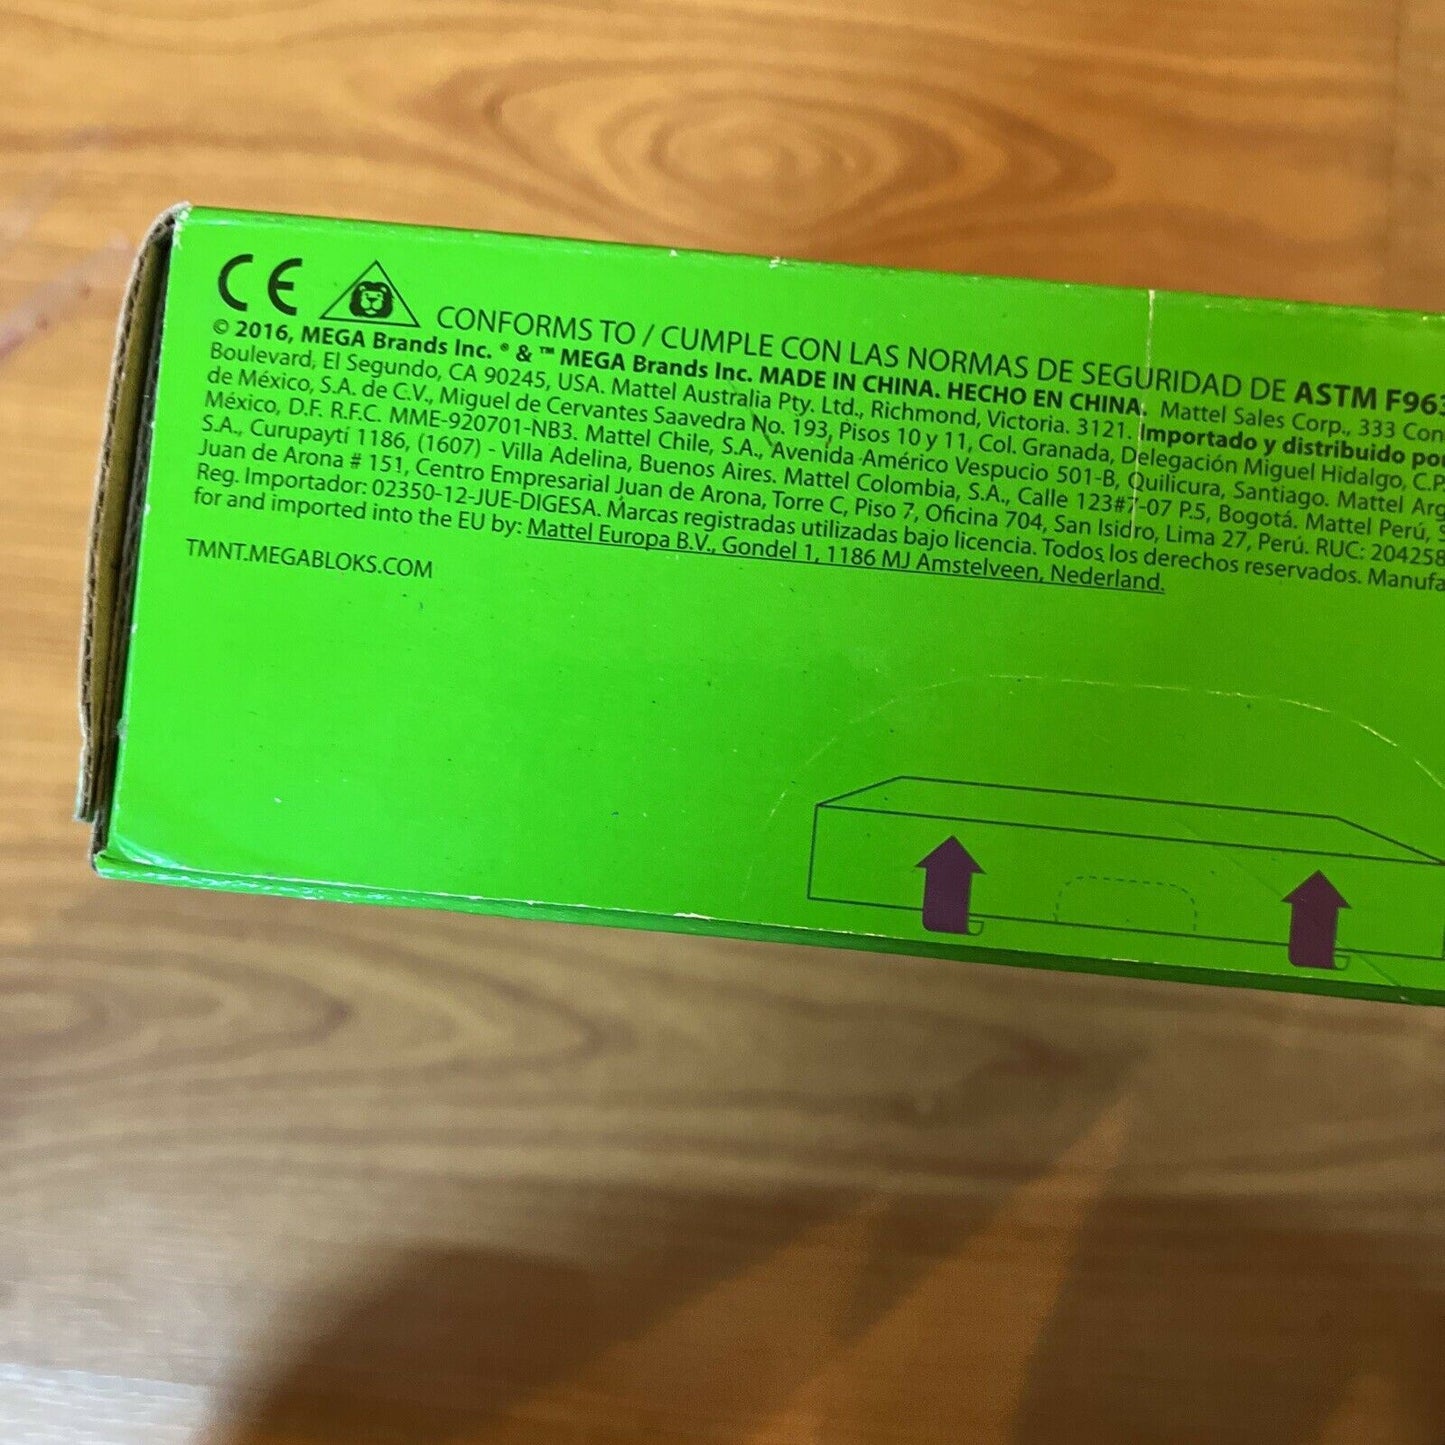 CE CONFORMS TO / CUMPLE CON LAS NORMAS DE SEGURIDAD DE ASTM F963
© 2016, MEGA Brands Inc. ® & ™ MEGA Brands Inc. MADE IN CHINA. HECHO EN CHINA. Mattel Sales Corp., 333 Con
Boulevard, El Segundo, CA 90245, USA. Mattel Australia Pty. Ltd., Richmond, Victoria. 3121. Importado y distribuido por
de México, S.A. de C.V., Miguel de Cervantes Saavedra No. 193, Pisos 10 y 11, Col. Granada, Delegación Miguel Hidalgo, C.P.
México, D.F. R.F.C. MME-920701-NB3. Mattel Chile, S.A., Avenida Américo Vespucio 501-B, Quilicura, Santiago. Mattel Arg
S.A., Curupaytí 1186, (1607) - Villa Adelina, Buenos Aires. Mattel Colombia, S.A., Calle 123#7-07 P.5, Bogotá. Mattel Perú, S
Juan de Arona # 151, Centro Empresarial Juan de Arona, Torre C, Piso 7, Oficina 704, San Isidro, Lima 27, Perú. RUC: 204258
Reg. Importador: 02350-12-JUE-DIGESA. Marcas registradas utilizadas bajo licencia. Todos los derechos reservados. Manufa
for and imported into the EU by: Mattel Europa B.V., Gondel 1, 1186 MJ Amstelveen, Nederland.
TMNT.MEGABLOKS.COM